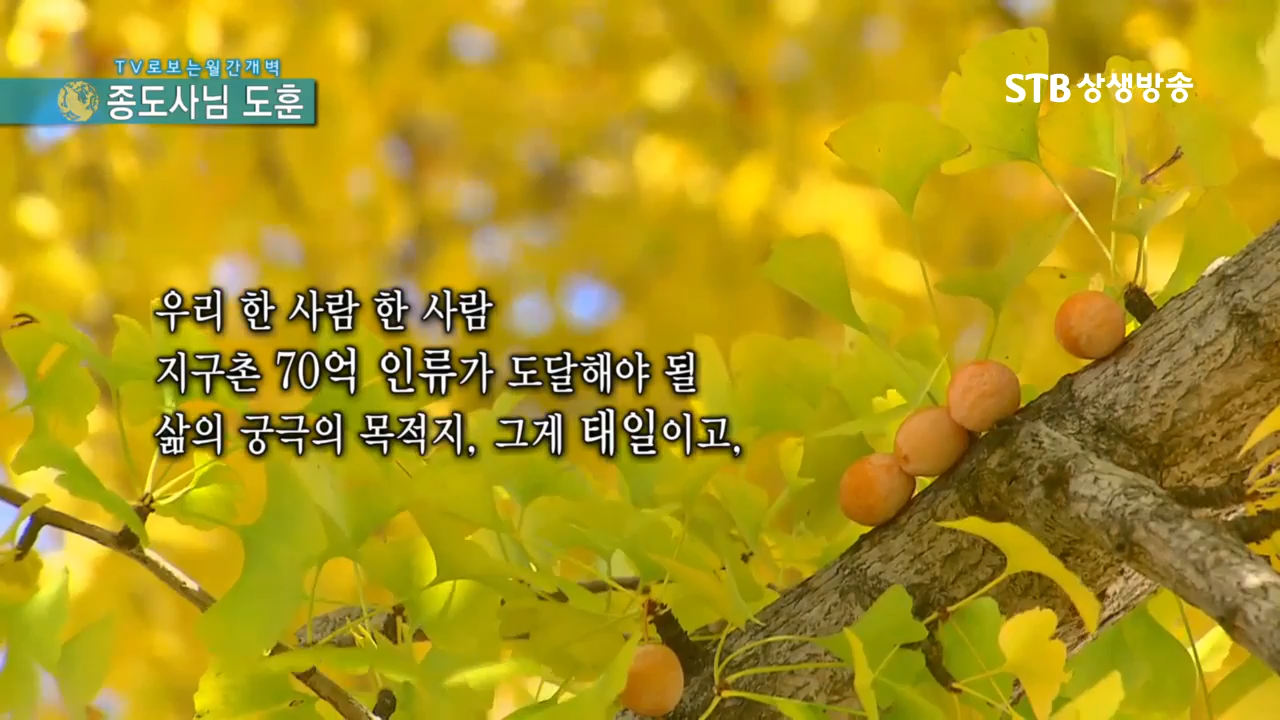 TV로보는월간개벽
종도사님 도훈
STB 상생방송
우리 한 사람 한 사람
지구촌 70억 인류가 도달해야 될
삶의 궁극의 목적지, 그게 태일이고,